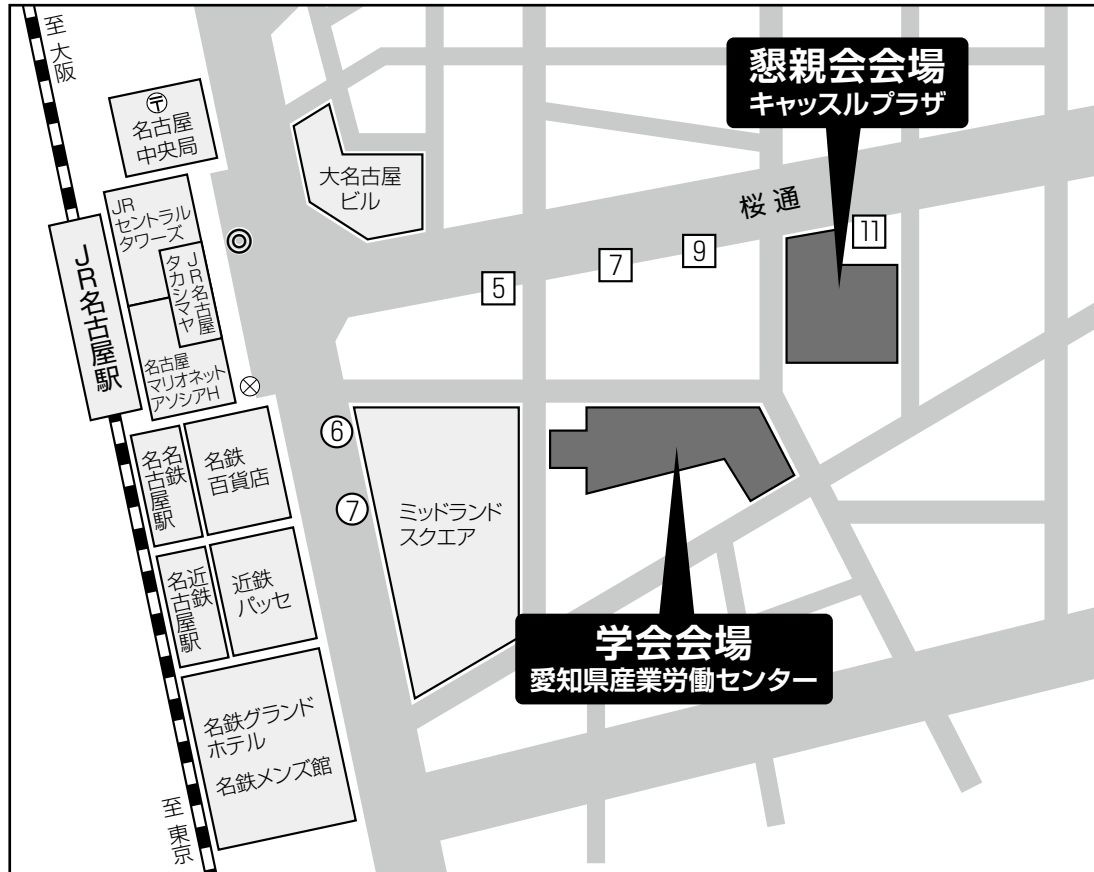 至 大阪
〒
名古屋
中央局
JR
セントラル
タワーズ
JR名古屋
タカシマヤ
JR名古屋駅
名古屋
マリオネット
アソシアH
大名古屋
ビル
懇親会会場
キャッスルプラザ
桜通
5
7
9
11
6
7
名鉄
名古屋駅
名鉄
百貨店
ミッドランド
スクエア
近鉄
名古屋駅
近鉄
パッセ
学会会場
愛知県産業労働センター
名鉄グランド
ホテル
名鉄メンズ館
至 東京